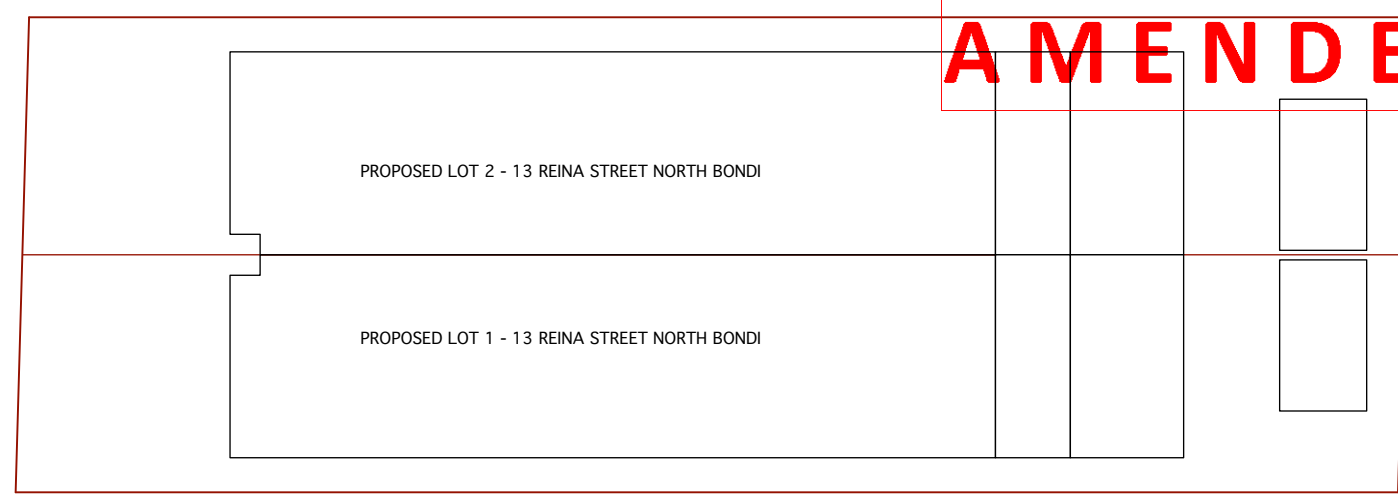 AMENDE
PROPOSED LOT 2 - 13 REINA STREET NORTH BONDI
PROPOSED LOT 1 - 13 REINA STREET NORTH BONDI